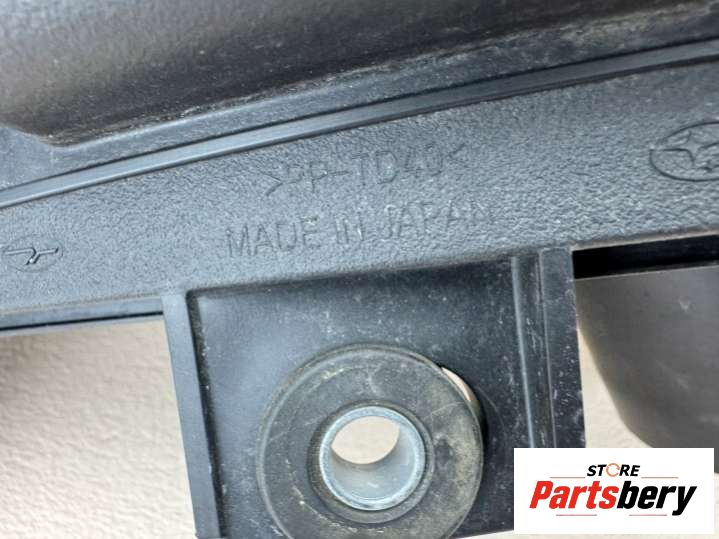 >PP-TD40<
MADE IN JAPAN
STORE
Partsbery